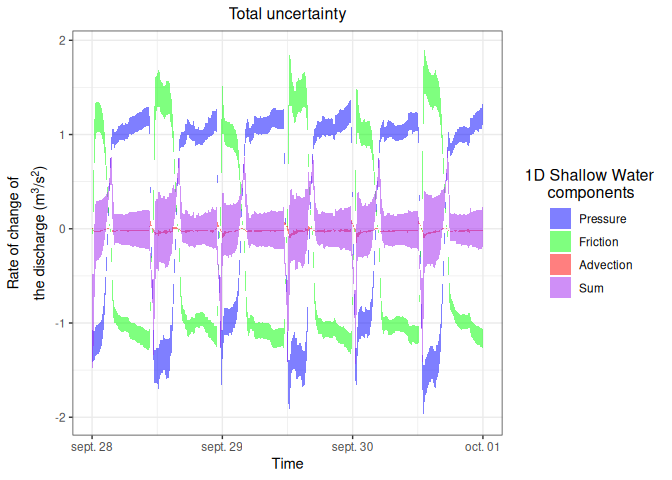 Total uncertainty
Rate of change of
the discharge (m³/s²)
2
1
0
-1
-2
sept. 28
sept. 29
sept. 30
oct. 01
Time
1D Shallow Water
components
Pressure
Friction
Advection
Sum